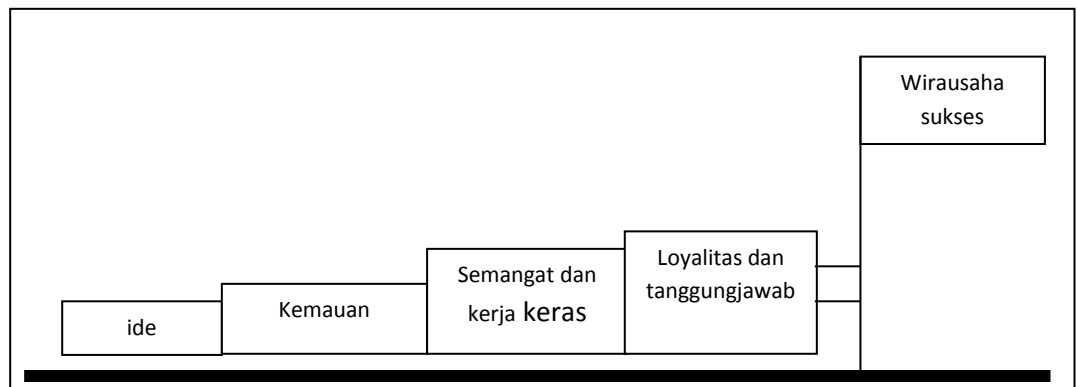 ide
Kemauan
Semangat dan
kerja keras
Loyalitas dan
tanggungjawab
Wirausaha
sukses